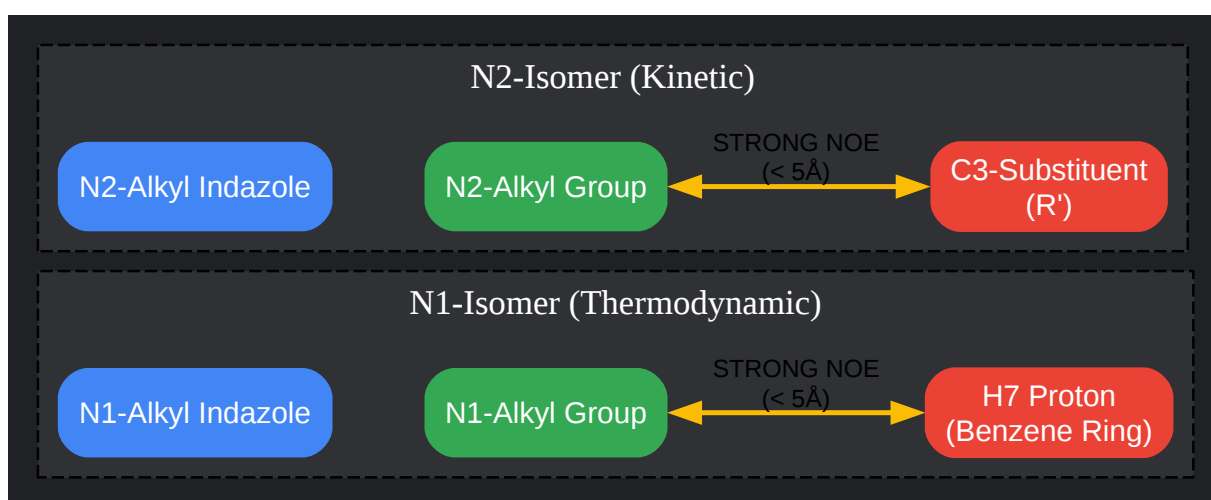 N2-Isomer (Kinetic)
STRONG NOE
(< 5Å)
N2-Alkyl Indazole
N2-Alkyl Group
C3-Substituent
(R')
N1-Isomer (Thermodynamic)
STRONG NOE
(< 5Å)
N1-Alkyl Indazole
N1-Alkyl Group
H7 Proton
(Benzene Ring)